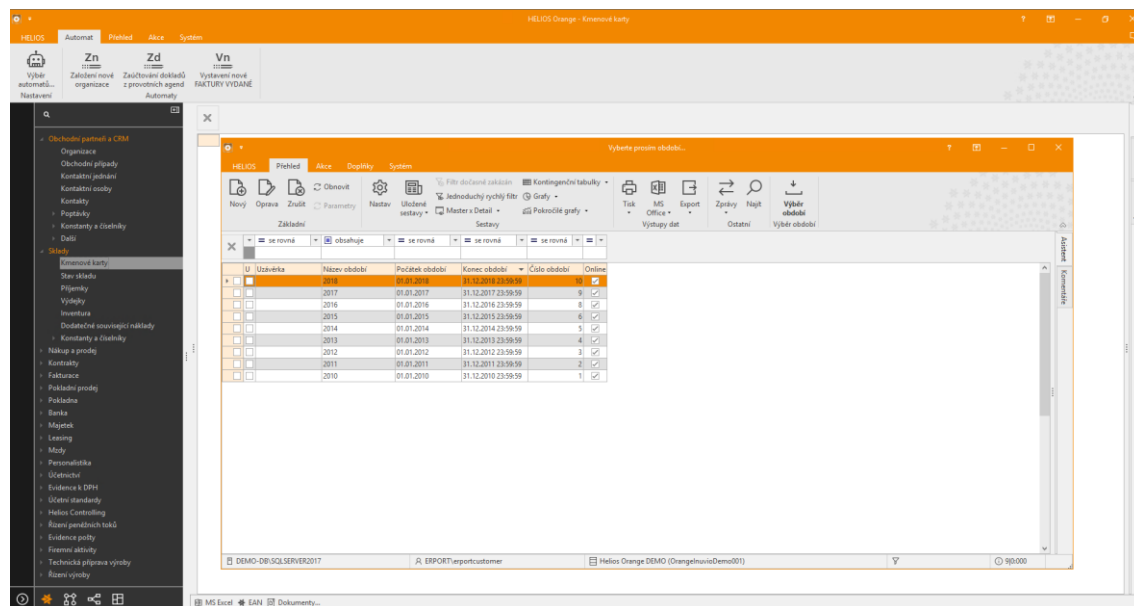 HELIOS Orange - Kmenové karty
HELIOS Automat Přehled Akce Systém
Zn Zd Vn
Výběr automatů... Založení nové organizace Zaúčtování dokladů z prvotních agend Vystavení nové FAKTURY VYDANÉ
Nastavení Automaty
Obchodní partneři a CRM
Organizace
Obchodní případy
Kontaktní jednání
Kontaktní osoby
Kontakty
Poptávky
Konstanty a číselníky
Další
Sklady
Kmenové karty
Stav skladu
Příjemky
Výdejky
Inventura
Dodatečné související náklady
Konstanty a číselníky
Nákup a prodej
Kontrakty
Fakturace
Pokladní prodej
Pokladna
Banka
Majetek
Leasing
Mzdy
Personalistika
Účetnictví
Evidence k DPH
Účetní standardy
Helios Controlling
Řízení peněžních toků
Evidence pošty
Firemní aktivity
Technická příprava výroby
Řízení výroby
Vyberte prosím období...
HELIOS Přehled Akce Doplňky Systém
Nový Oprava Zrušit Obnovit Parametry Nastav Uložené sestavy
Filtr dočasně zakázán Kontingenční tabulky
Jednoduchý rychlý filtr Grafy
Master x Detail Pokročilé grafy
Tisk MS Office Export Zprávy Najít Výběr období
Základní Sestavy Výstupy dat Ostatní Výběr období
= se rovná obsahuje = se rovná = se rovná = se rovná =
U Uzávěrka Název období Počátek období Konec období Číslo období Online
2018 01.01.2018 31.12.2018 23:59:59 10
2017 01.01.2017 31.12.2017 23:59:59 9
2016 01.01.2016 31.12.2016 23:59:59 8
2015 01.01.2015 31.12.2015 23:59:59 6
2014 01.01.2014 31.12.2014 23:59:59 5
2013 01.01.2013 31.12.2013 23:59:59 4
2012 01.01.2012 31.12.2012 23:59:59 3
2011 01.01.2011 31.12.2011 23:59:59 2
2010 01.01.2010 31.12.2010 23:59:59 1
Asistent
Komentáře
DEMO-DB\SQLSERVER2017 ERPORT\erportcustomer Helios Orange DEMO (OrangeInuvioDemo001) 9|0:000
MS Excel EAN Dokumenty...